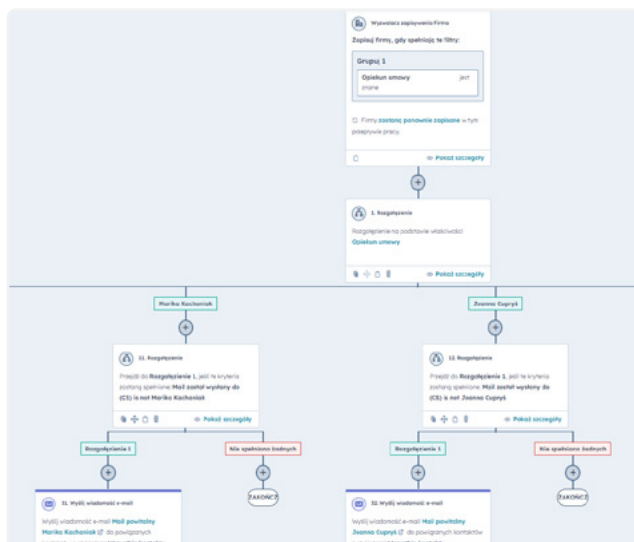 Wyzwalacz zapisywania Firma
Zapisuj firmy, gdy spełniają te filtry:
Grupuj 1
Opiekun umowy jest
znane
Firmy zostaną ponownie zapisane w tym
przepływie pracy.
Pokaż szczegóły
1. Rozgałęzienie
Rozgałęzienie na podstawie właściwości
Opiekun umowy
Pokaż szczegóły
Marika Kachaniak
Joanna Cupryś
11. Rozgałęzienie
Przejdź do Rozgałęzienie 1, jeśli te kryteria
zostaną spełnione: Mail został wysłany do
(CS) is not Marika Kachaniak
Pokaż szczegóły
12. Rozgałęzienie
Przejdź do Rozgałęzienie 1, jeśli te kryteria
zostaną spełnione: Mail został wysłany do
(CS) is not Joanna Cupryś
Pokaż szczegóły
Rozgałęzienie 1
Nie spełniono żadnych
Rozgałęzienie 1
Nie spełniono żadnych
ZAKOŃCZ
ZAKOŃCZ
31. Wyślij wiadomość e-mail
Wyślij wiadomość e-mail Mail powitalny
Marika Kachaniak do powiązanych
32. Wyślij wiadomość e-mail
Wyślij wiadomość e-mail Mail powitalny
Joanna Cupryś do powiązanych kontaktów